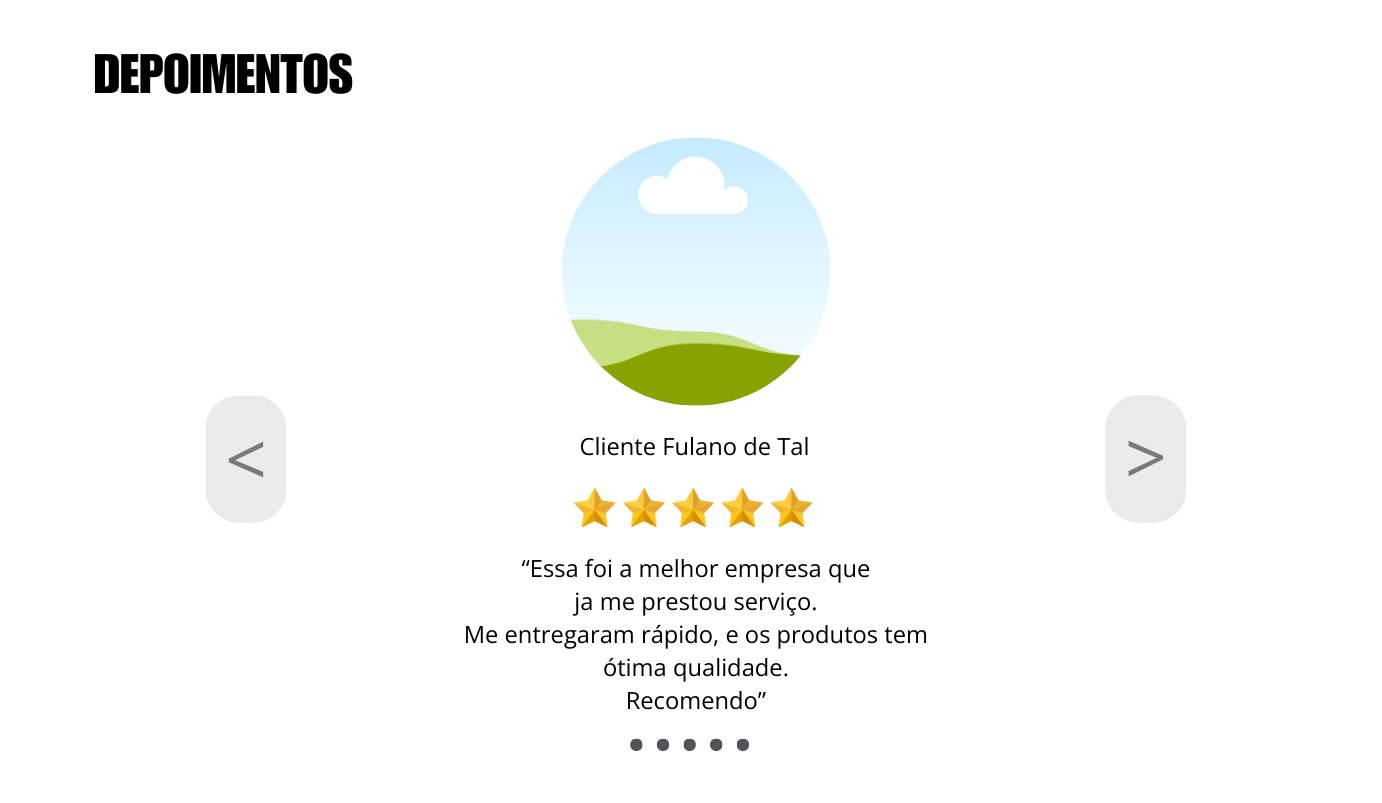 DEPOIMENTOS
Cliente Fulano de Tal
<
>
“Essa foi a melhor empresa que
ja me prestou serviço.
Me entregaram rápido, e os produtos tem
ótima qualidade.
Recomendo”